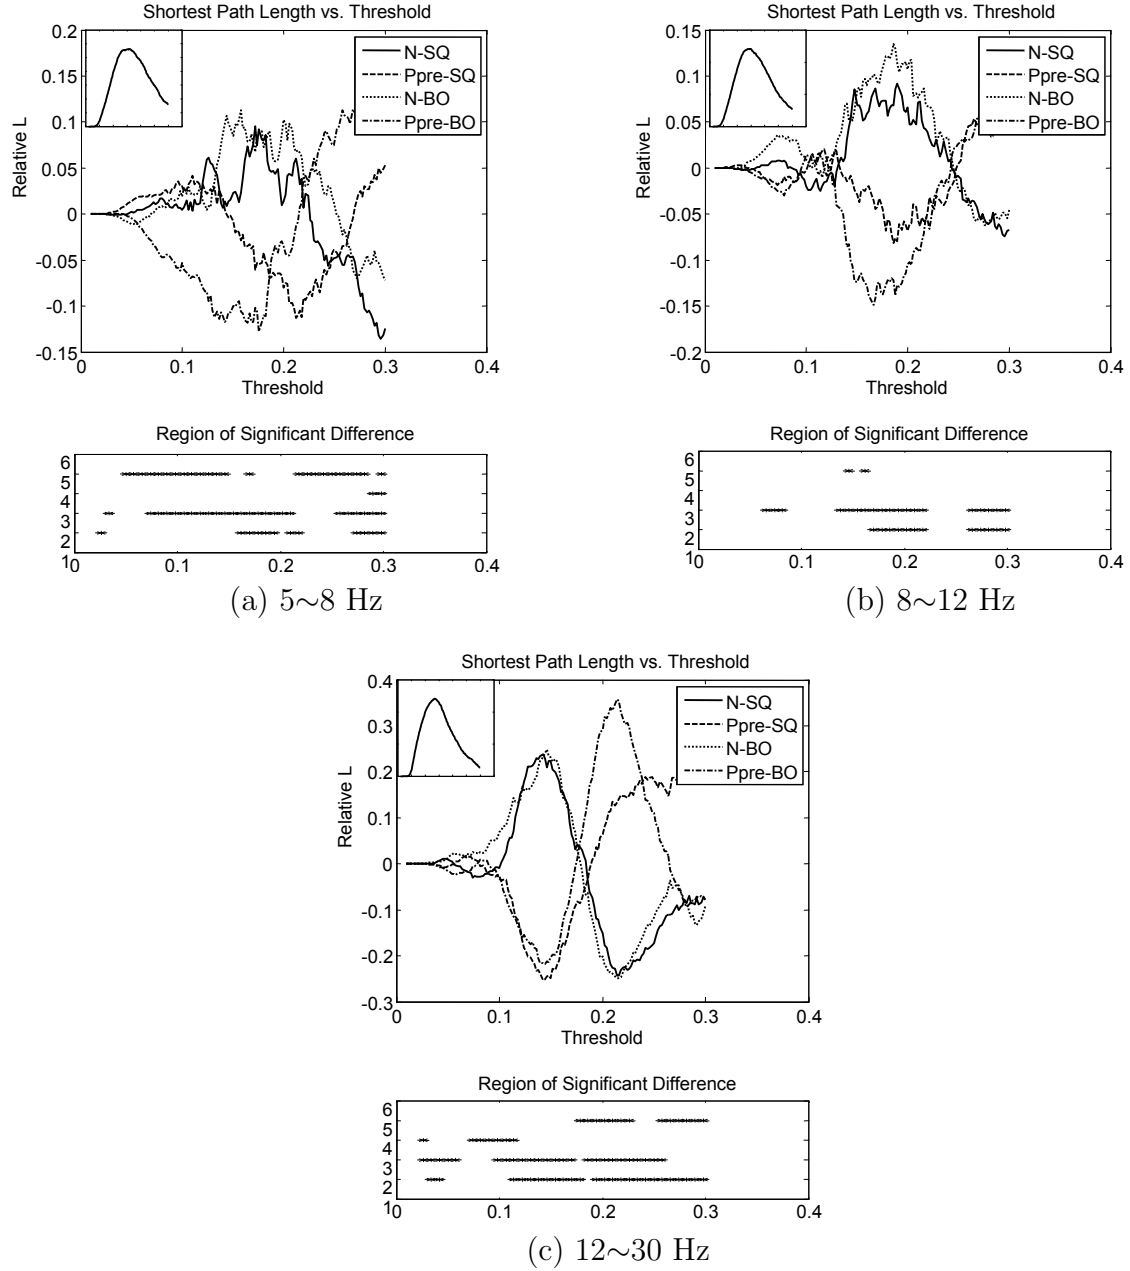 Shortest Path Length vs. Threshold
0.2
0.15
0.1
0.05
0
-0.05
-0.1
-0.15
Relative L
N-SQ
Ppre-SQ
N-BO
Ppre-BO
0 0.1 0.2 0.3 0.4
Threshold
Region of Significant Difference
6
5
4
3
2
1
0 0.1 0.2 0.3 0.4
(a) 5~8 Hz
Shortest Path Length vs. Threshold
0.15
0.1
0.05
0
-0.05
-0.1
-0.15
-0.2
Relative L
N-SQ
Ppre-SQ
N-BO
Ppre-BO
0 0.1 0.2 0.3 0.4
Threshold
Region of Significant Difference
6
5
4
3
2
1
0 0.1 0.2 0.3 0.4
(b) 8~12 Hz
Shortest Path Length vs. Threshold
0.4
0.3
0.2
0.1
0
-0.1
-0.2
-0.3
Relative L
N-SQ
Ppre-SQ
N-BO
Ppre-BO
0 0.1 0.2 0.3 0.4
Threshold
Region of Significant Difference
6
5
4
3
2
1
0 0.1 0.2 0.3 0.4
(c) 12~30 Hz